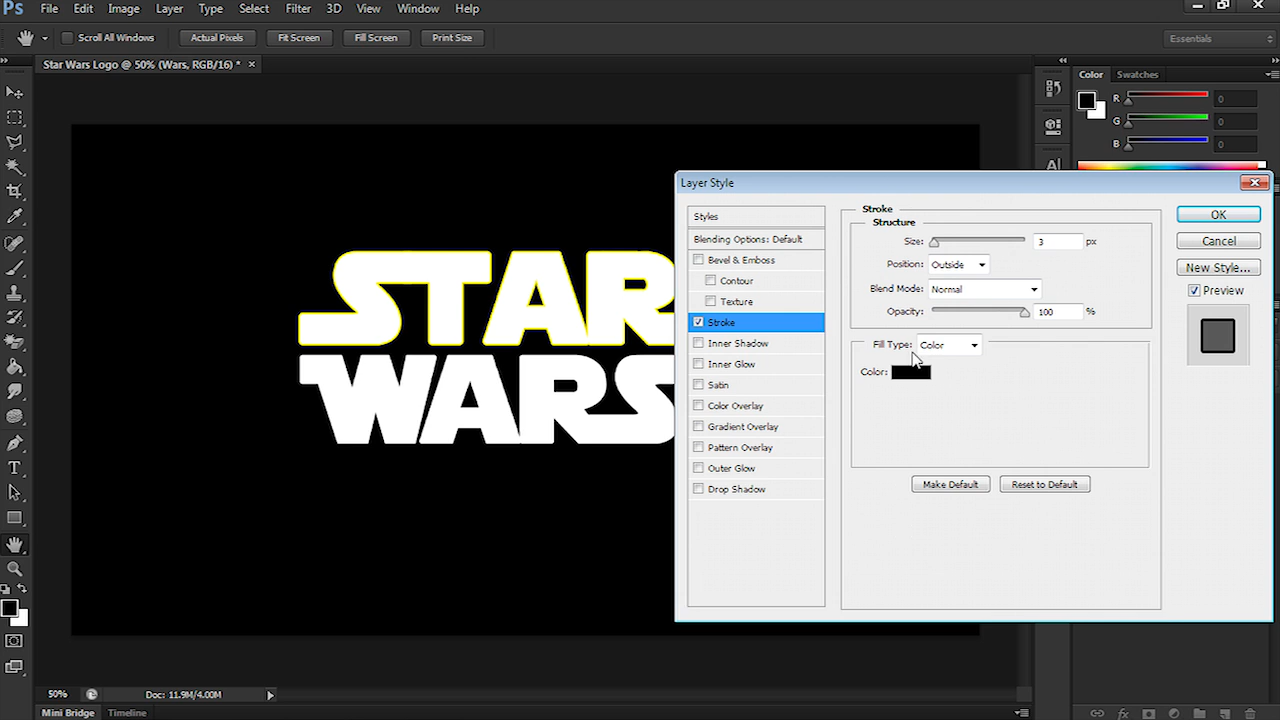 Ps File Edit Image Layer Type Select Filter 3D View Window Help
Scroll All Windows Actual Pixels Fit Screen Fill Screen Print Size Essentials
Star Wars Logo @ 50% (Wars, RGB/16) * ×
Color Swatches
R 0
G 0
B 0
STAR
WARS
Layer Style
Styles
Blending Options: Default
Bevel & Emboss
Contour
Texture
Stroke
Inner Shadow
Inner Glow
Satin
Color Overlay
Gradient Overlay
Pattern Overlay
Outer Glow
Drop Shadow
Stroke
Structure
Size: 3 px
Position: Outside
Blend Mode: Normal
Opacity: 100 %
Fill Type: Color
Color:
Make Default Reset to Default
OK
Cancel
New Style...
Preview
50% Doc: 11.9M/4.00M
Mini Bridge Timeline